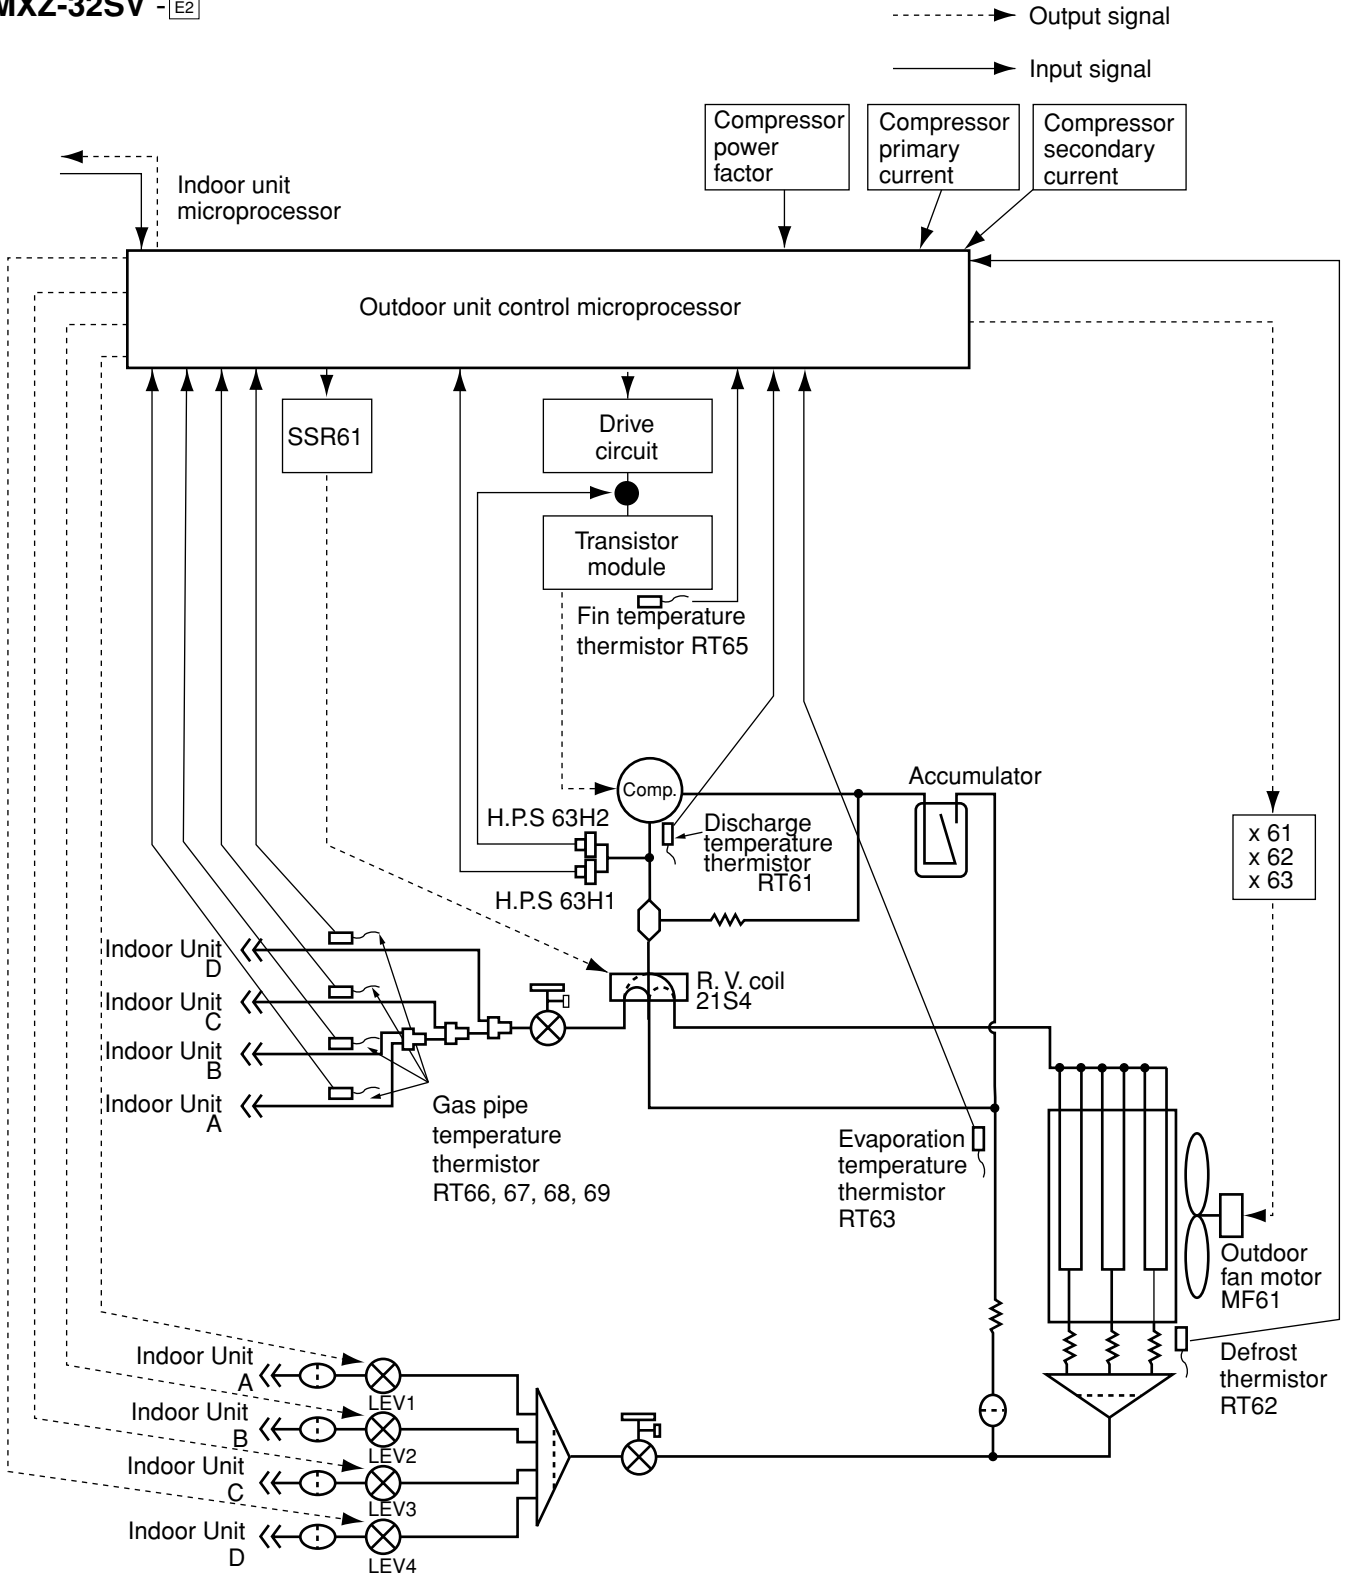 MXZ-32SV - E2
Output signal
Input signal
Compressor
power
factor
Compressor
primary
current
Compressor
secondary
current
Indoor unit
microprocessor
Outdoor unit control microprocessor
SSR61
Drive
circuit
Transistor
module
Fin temperature
thermistor RT65
Comp.
Accumulator
H.P.S 63H2
Discharge
temperature
thermistor
RT61
H.P.S 63H1
x 61
x 62
x 63
Indoor Unit
D
R. V. coil
21S4
Indoor Unit
C
Indoor Unit
B
Indoor Unit
A
Gas pipe
temperature
thermistor
RT66, 67, 68, 69
Evaporation
temperature
thermistor
RT63
Outdoor
fan motor
MF61
Defrost
thermistor
RT62
Indoor Unit
A
LEV1
Indoor Unit
B
LEV2
Indoor Unit
C
LEV3
Indoor Unit
D
LEV4